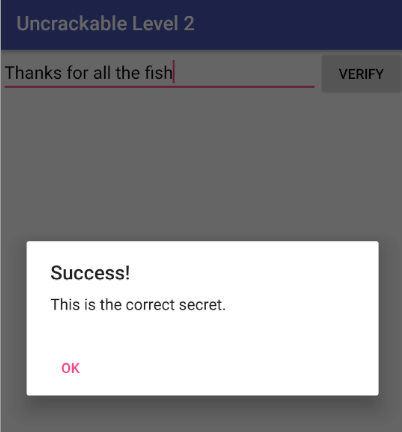 Uncrackable Level 2
Thanks for all the fish
VERIFY
Success!
This is the correct secret.
OK